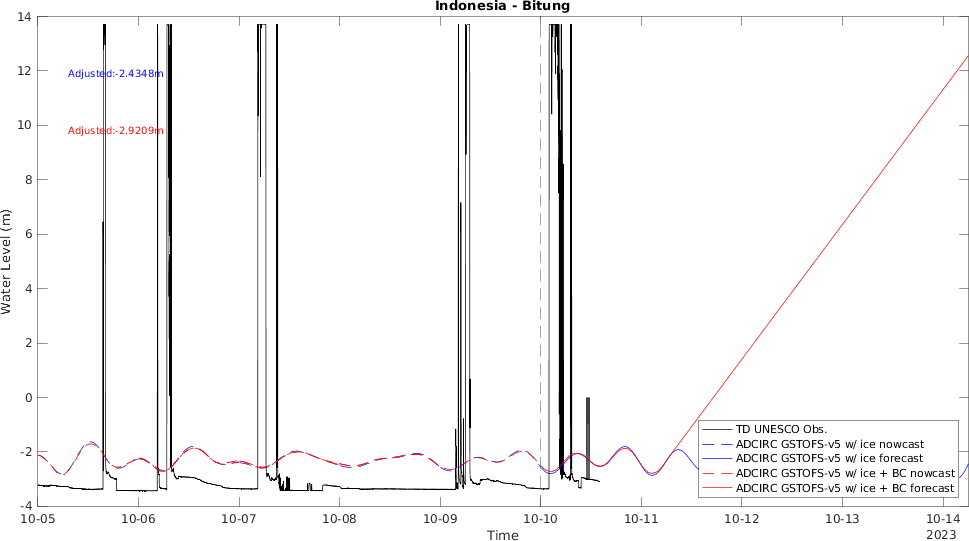 Indonesia - Bitung
14
12
10
8
6
4
2
0
-2
-4
Water Level (m)
Adjusted:-2.4348m
Adjusted:-2.9209m
TD UNESCO Obs.
ADCIRC GSTOFS-v5 w/ ice nowcast
ADCIRC GSTOFS-v5 w/ ice forecast
ADCIRC GSTOFS-v5 w/ ice + BC nowcast
ADCIRC GSTOFS-v5 w/ ice + BC forecast
10-05 10-06 10-07 10-08 10-09 10-10 10-11 10-12 10-13 10-14
2023
Time